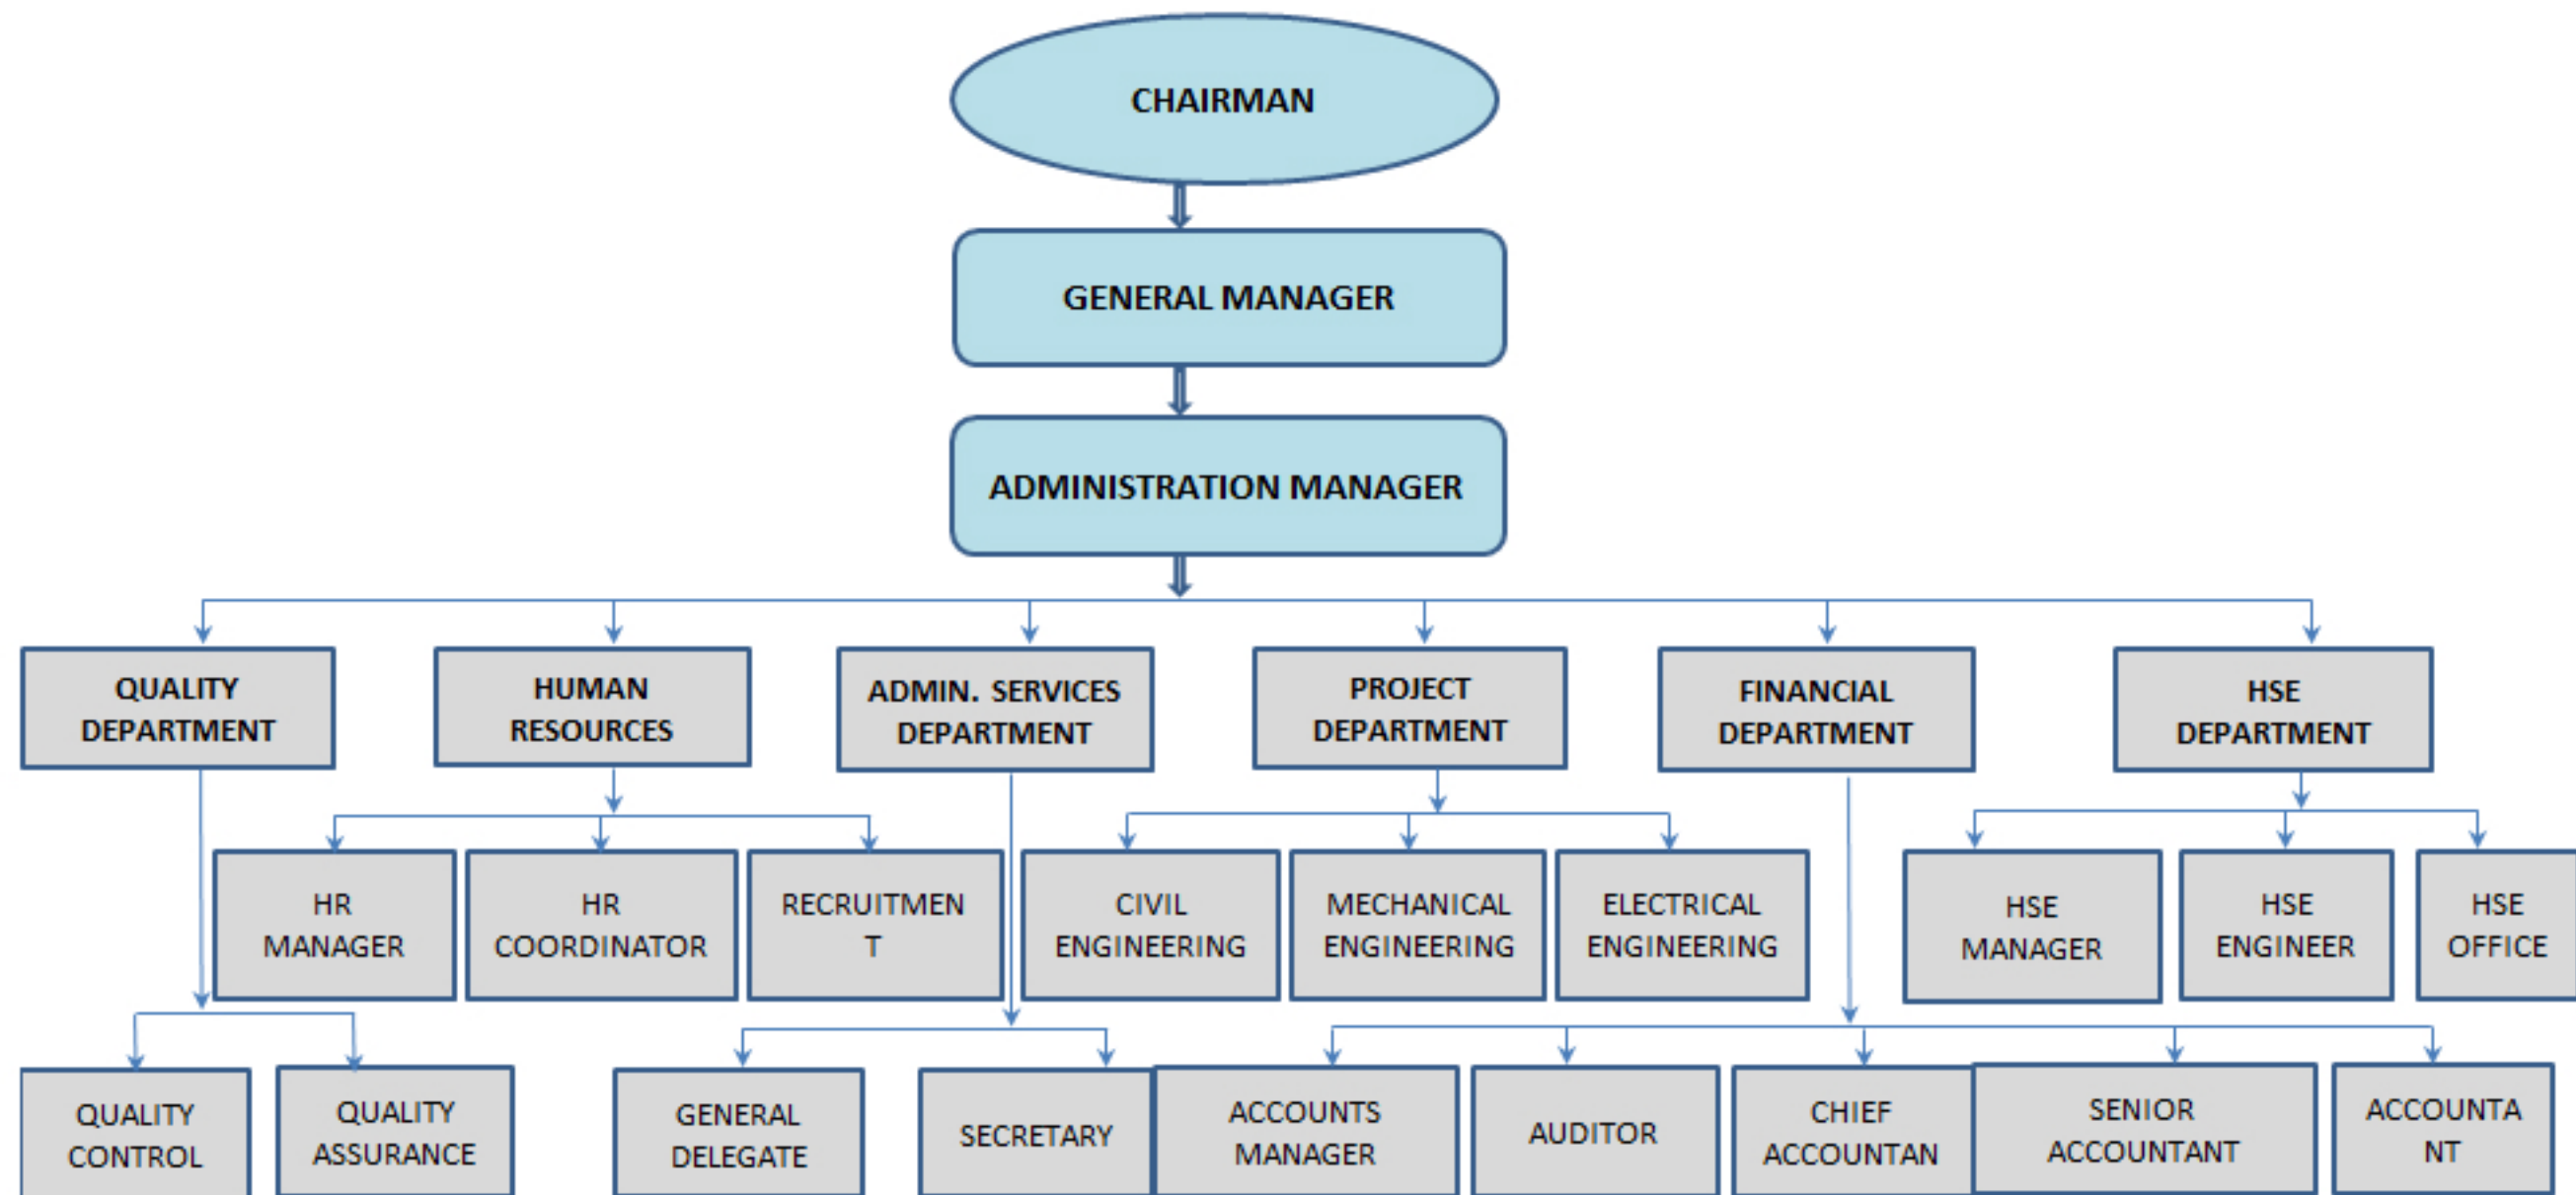 CHAIRMAN
GENERAL MANAGER
ADMINISTRATION MANAGER
QUALITY
DEPARTMENT
HUMAN
RESOURCES
ADMIN. SERVICES
DEPARTMENT
PROJECT
DEPARTMENT
FINANCIAL
DEPARTMENT
HSE
DEPARTMENT
HR
MANAGER
HR
COORDINATOR
RECRUITMEN
T
CIVIL
ENGINEERING
MECHANICAL
ENGINEERING
ELECTRICAL
ENGINEERING
HSE
MANAGER
HSE
ENGINEER
HSE
OFFICE
QUALITY
CONTROL
QUALITY
ASSURANCE
GENERAL
DELEGATE
SECRETARY
ACCOUNTS
MANAGER
AUDITOR
CHIEF
ACCOUNTAN
SENIOR
ACCOUNTANT
ACCOUNTA
NT